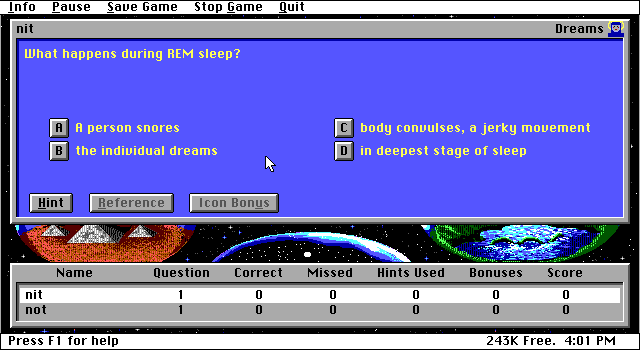 Info Pause Save Game Stop Game Quit
nit Dreams
What happens during REM sleep?
A A person snores
B the individual dreams
C body convulses, a jerky movement
D in deepest stage of sleep
Hint Reference Icon Bonus
Name Question Correct Missed Hints Used Bonuses Score
nit 1 0 0 0 0 0
not 1 0 0 0 0 0
Press F1 for help 243K Free. 4:01 PM